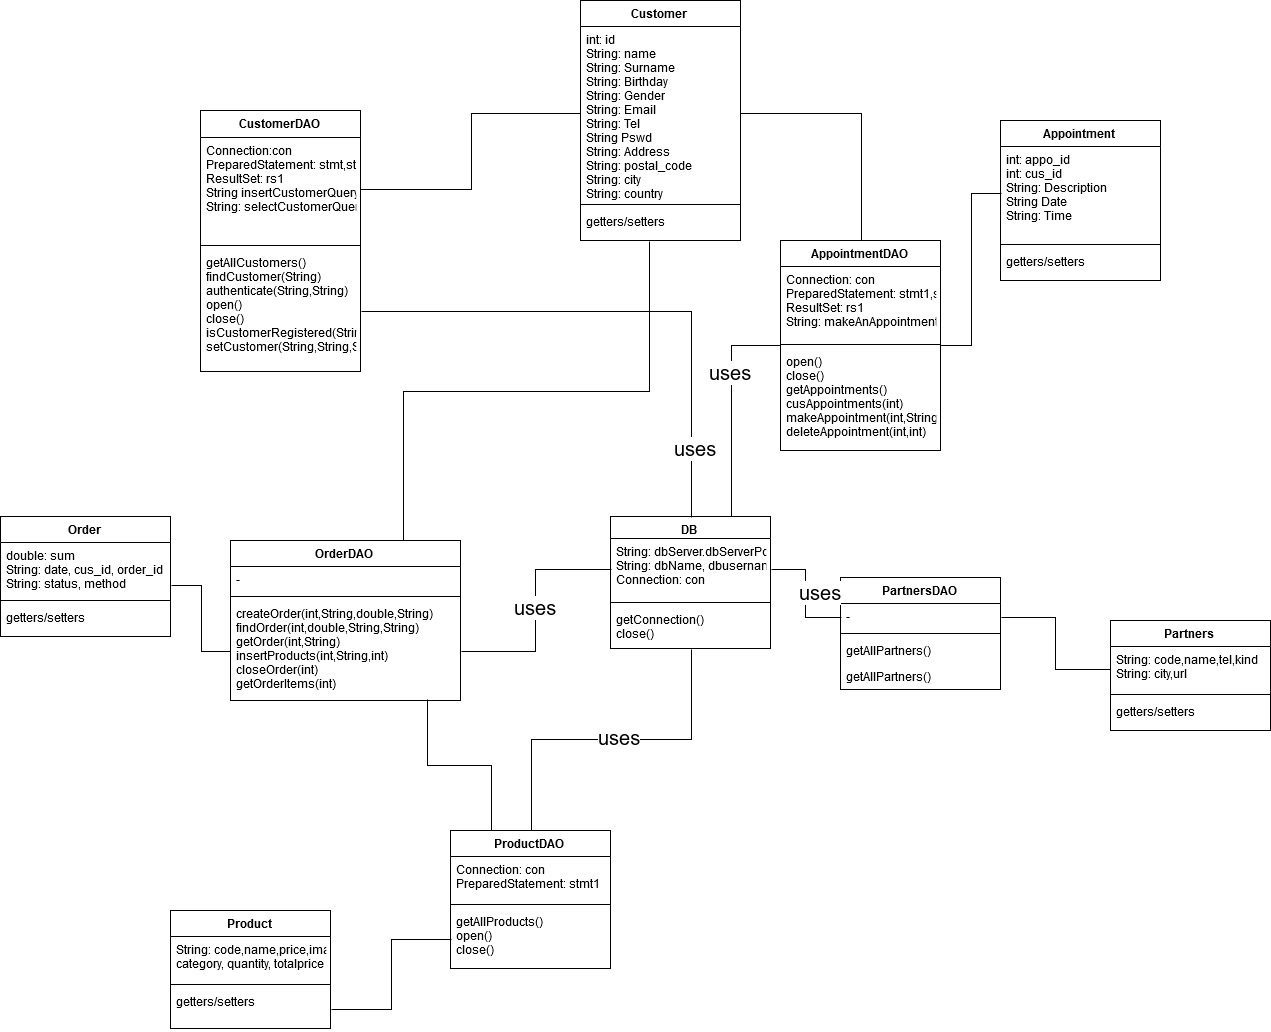 Customer
int: id
String: name
String: Surname
String: Birthday
String: Gender
String: Email
String: Tel
String Pswd
String: Address
String: postal_code
String: city
String: country
getters/setters
CustomerDAO
Connection:con
PreparedStatement: stmt,st
ResultSet: rs1
String insertCustomerQuery
String: selectCustomerQue
getAllCustomers()
findCustomer(String)
authenticate(String,String)
open()
close()
isCustomerRegistered(Strin
setCustomer(String,String,S
Appointment
int: appo_id
int: cus_id
String: Description
String Date
String: Time
getters/setters
AppointmentDAO
Connection: con
PreparedStatement: stmt1,s
ResultSet: rs1
String: makeAnAppointment
open()
close()
getAppointments()
cusAppointments(int)
makeAppointment(int,String
deleteAppointment(int,int)
uses
uses
Order
double: sum
String: date, cus_id, order_id
String: status, method
getters/setters
OrderDAO
-
createOrder(int,String,double,String)
findOrder(int,double,String,String)
getOrder(int,String)
insertProducts(int,String,int)
closeOrder(int)
getOrderItems(int)
uses
DB
String: dbServer.dbServerPo
String: dbName, dbusernan
Connection: con
getConnection()
close()
uses
PartnersDAO
-
getAllPartners()
getAllPartners()
Partners
String: code,name,tel,kind
String: city,url
getters/setters
uses
ProductDAO
Connection: con
PreparedStatement: stmt1
getAllProducts()
open()
close()
Product
String: code,name,price,ima
category, quantity, totalprice
getters/setters